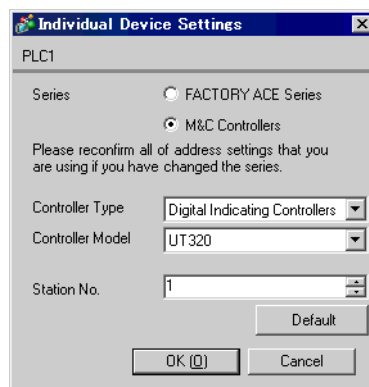 Individual Device Settings
PLC1
Series
FACTORY ACE Series
M&C Controllers
Please reconfirm all of address settings that you
are using if you have changed the series.
Controller Type Digital Indicating Controllers
Controller Model UT320
Station No. 1
Default
OK (O) Cancel